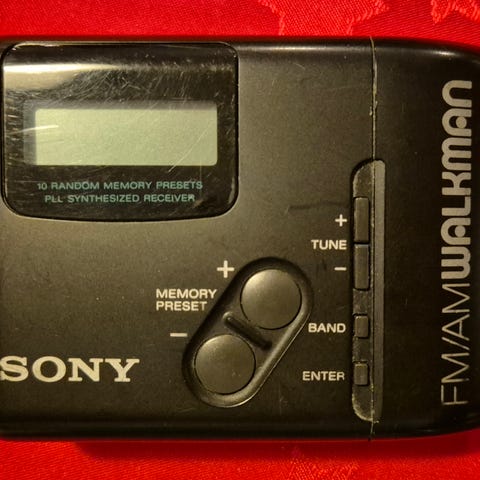 10 RANDOM MEMORY PRESETS
PLL SYNTHESIZED RECEIVER
+
TUNE
−
+
MEMORY
PRESET
−
BAND
ENTER
SONY
FM/AM WALKMAN